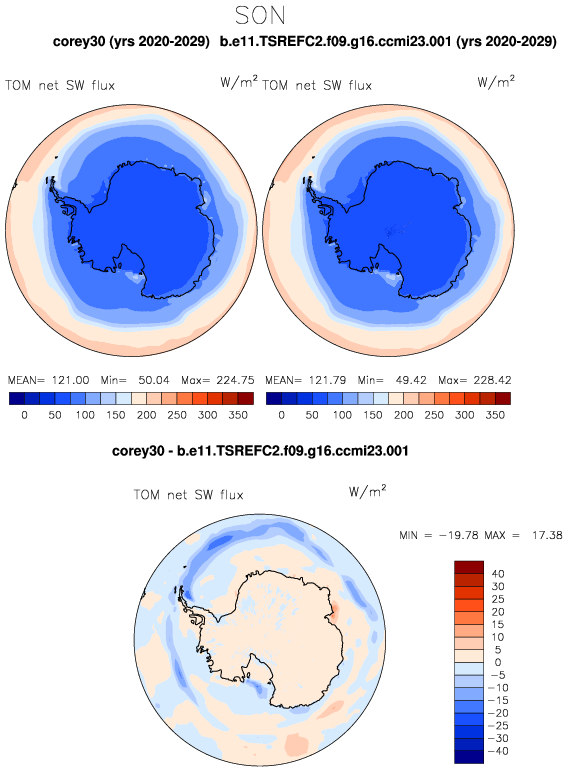 SON
corey30 (yrs 2020-2029) b.e11.TSREFC2.f09.g16.ccmi23.001 (yrs 2020-2029)
TOM net SW flux W/m² TOM net SW flux W/m²
MEAN= 121.00 Min= 50.04 Max= 224.75 MEAN= 121.79 Min= 49.42 Max= 228.42
0 50 100 150 200 250 300 350 0 50 100 150 200 250 300 350
corey30 - b.e11.TSREFC2.f09.g16.ccmi23.001
TOM net SW flux W/m²
MIN = -19.78 MAX = 17.38
40
30
25
20
15
10
5
0
-5
-10
-15
-20
-25
-30
-40